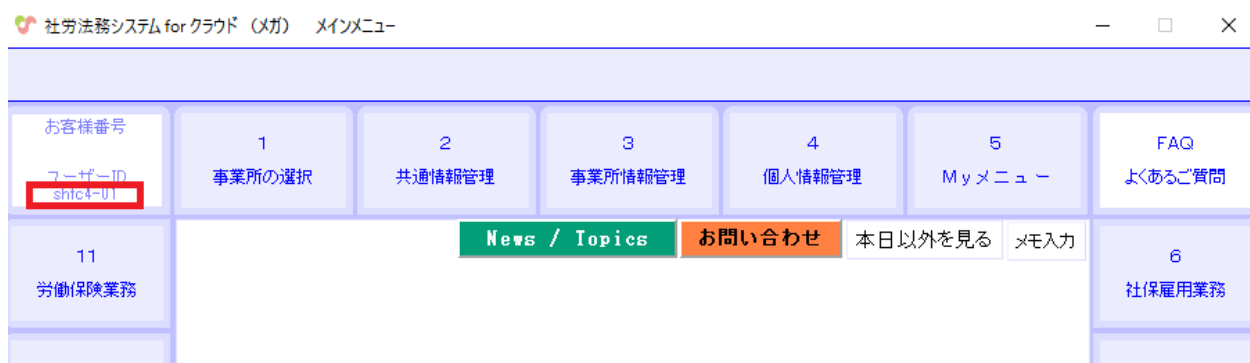 社労法務システム for クラウド (メガ) メインメニュー
お客様番号
ユーザーID
shfc4-01
1
事業所の選択
2
共通情報管理
3
事業所情報管理
4
個人情報管理
5
Myメニュー
FAQ
よくあるご質問
News / Topics
お問い合わせ
本日以外を見る
メモ入力
11
労働保険業務
6
社保雇用業務